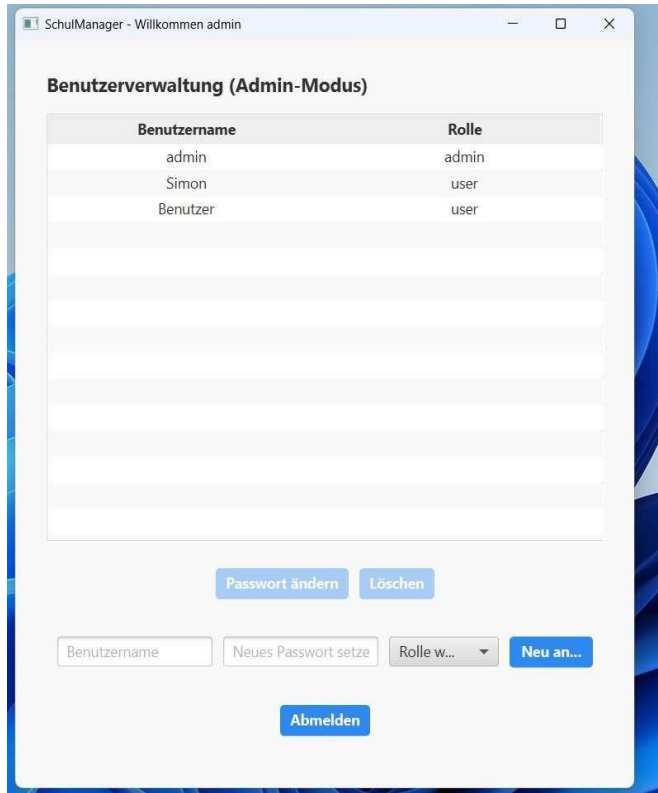 SchulManager - Willkommen admin
Benutzerverwaltung (Admin-Modus)
Benutzername Rolle
admin admin
Simon user
Benutzer user
Passwort ändern Löschen
Benutzername Neues Passwort setze Rolle w... Neu an...
Abmelden